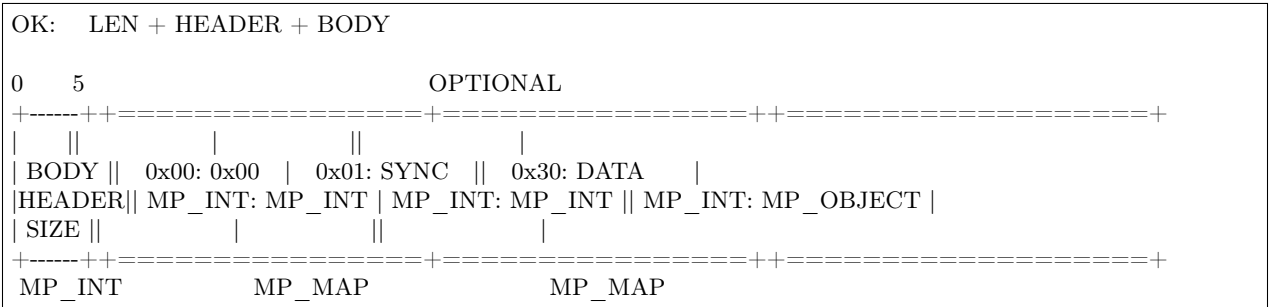 OK: LEN + HEADER + BODY
0 5 OPTIONAL
+------++================+================++===================+
| || | || |
| BODY || 0x00: 0x00 | 0x01: SYNC || 0x30: DATA |
|HEADER|| MP_INT: MP_INT | MP_INT: MP_INT || MP_INT: MP_OBJECT |
| SIZE || | || |
+------++================+================++===================+
MP_INT MP_MAP MP_MAP